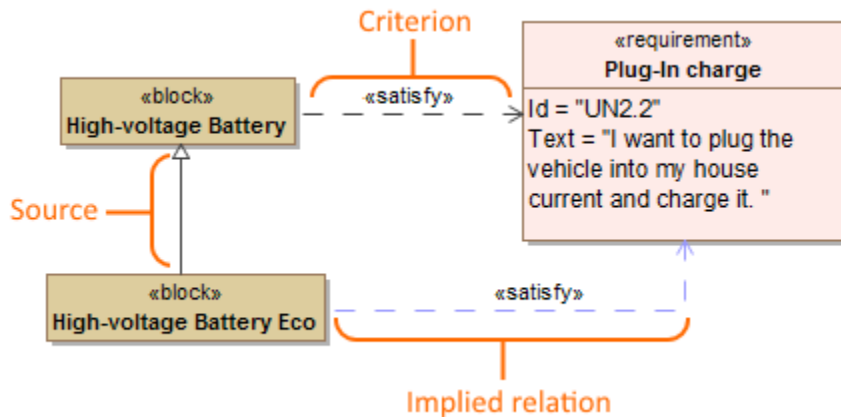 Criterion
«requirement»
Plug-In charge
«block»
High-voltage Battery
«satisfy»
Id = "UN2.2"
Text = "I want to plug the
vehicle into my house
current and charge it. "
Source
«block»
High-voltage Battery Eco
«satisfy»
Implied relation